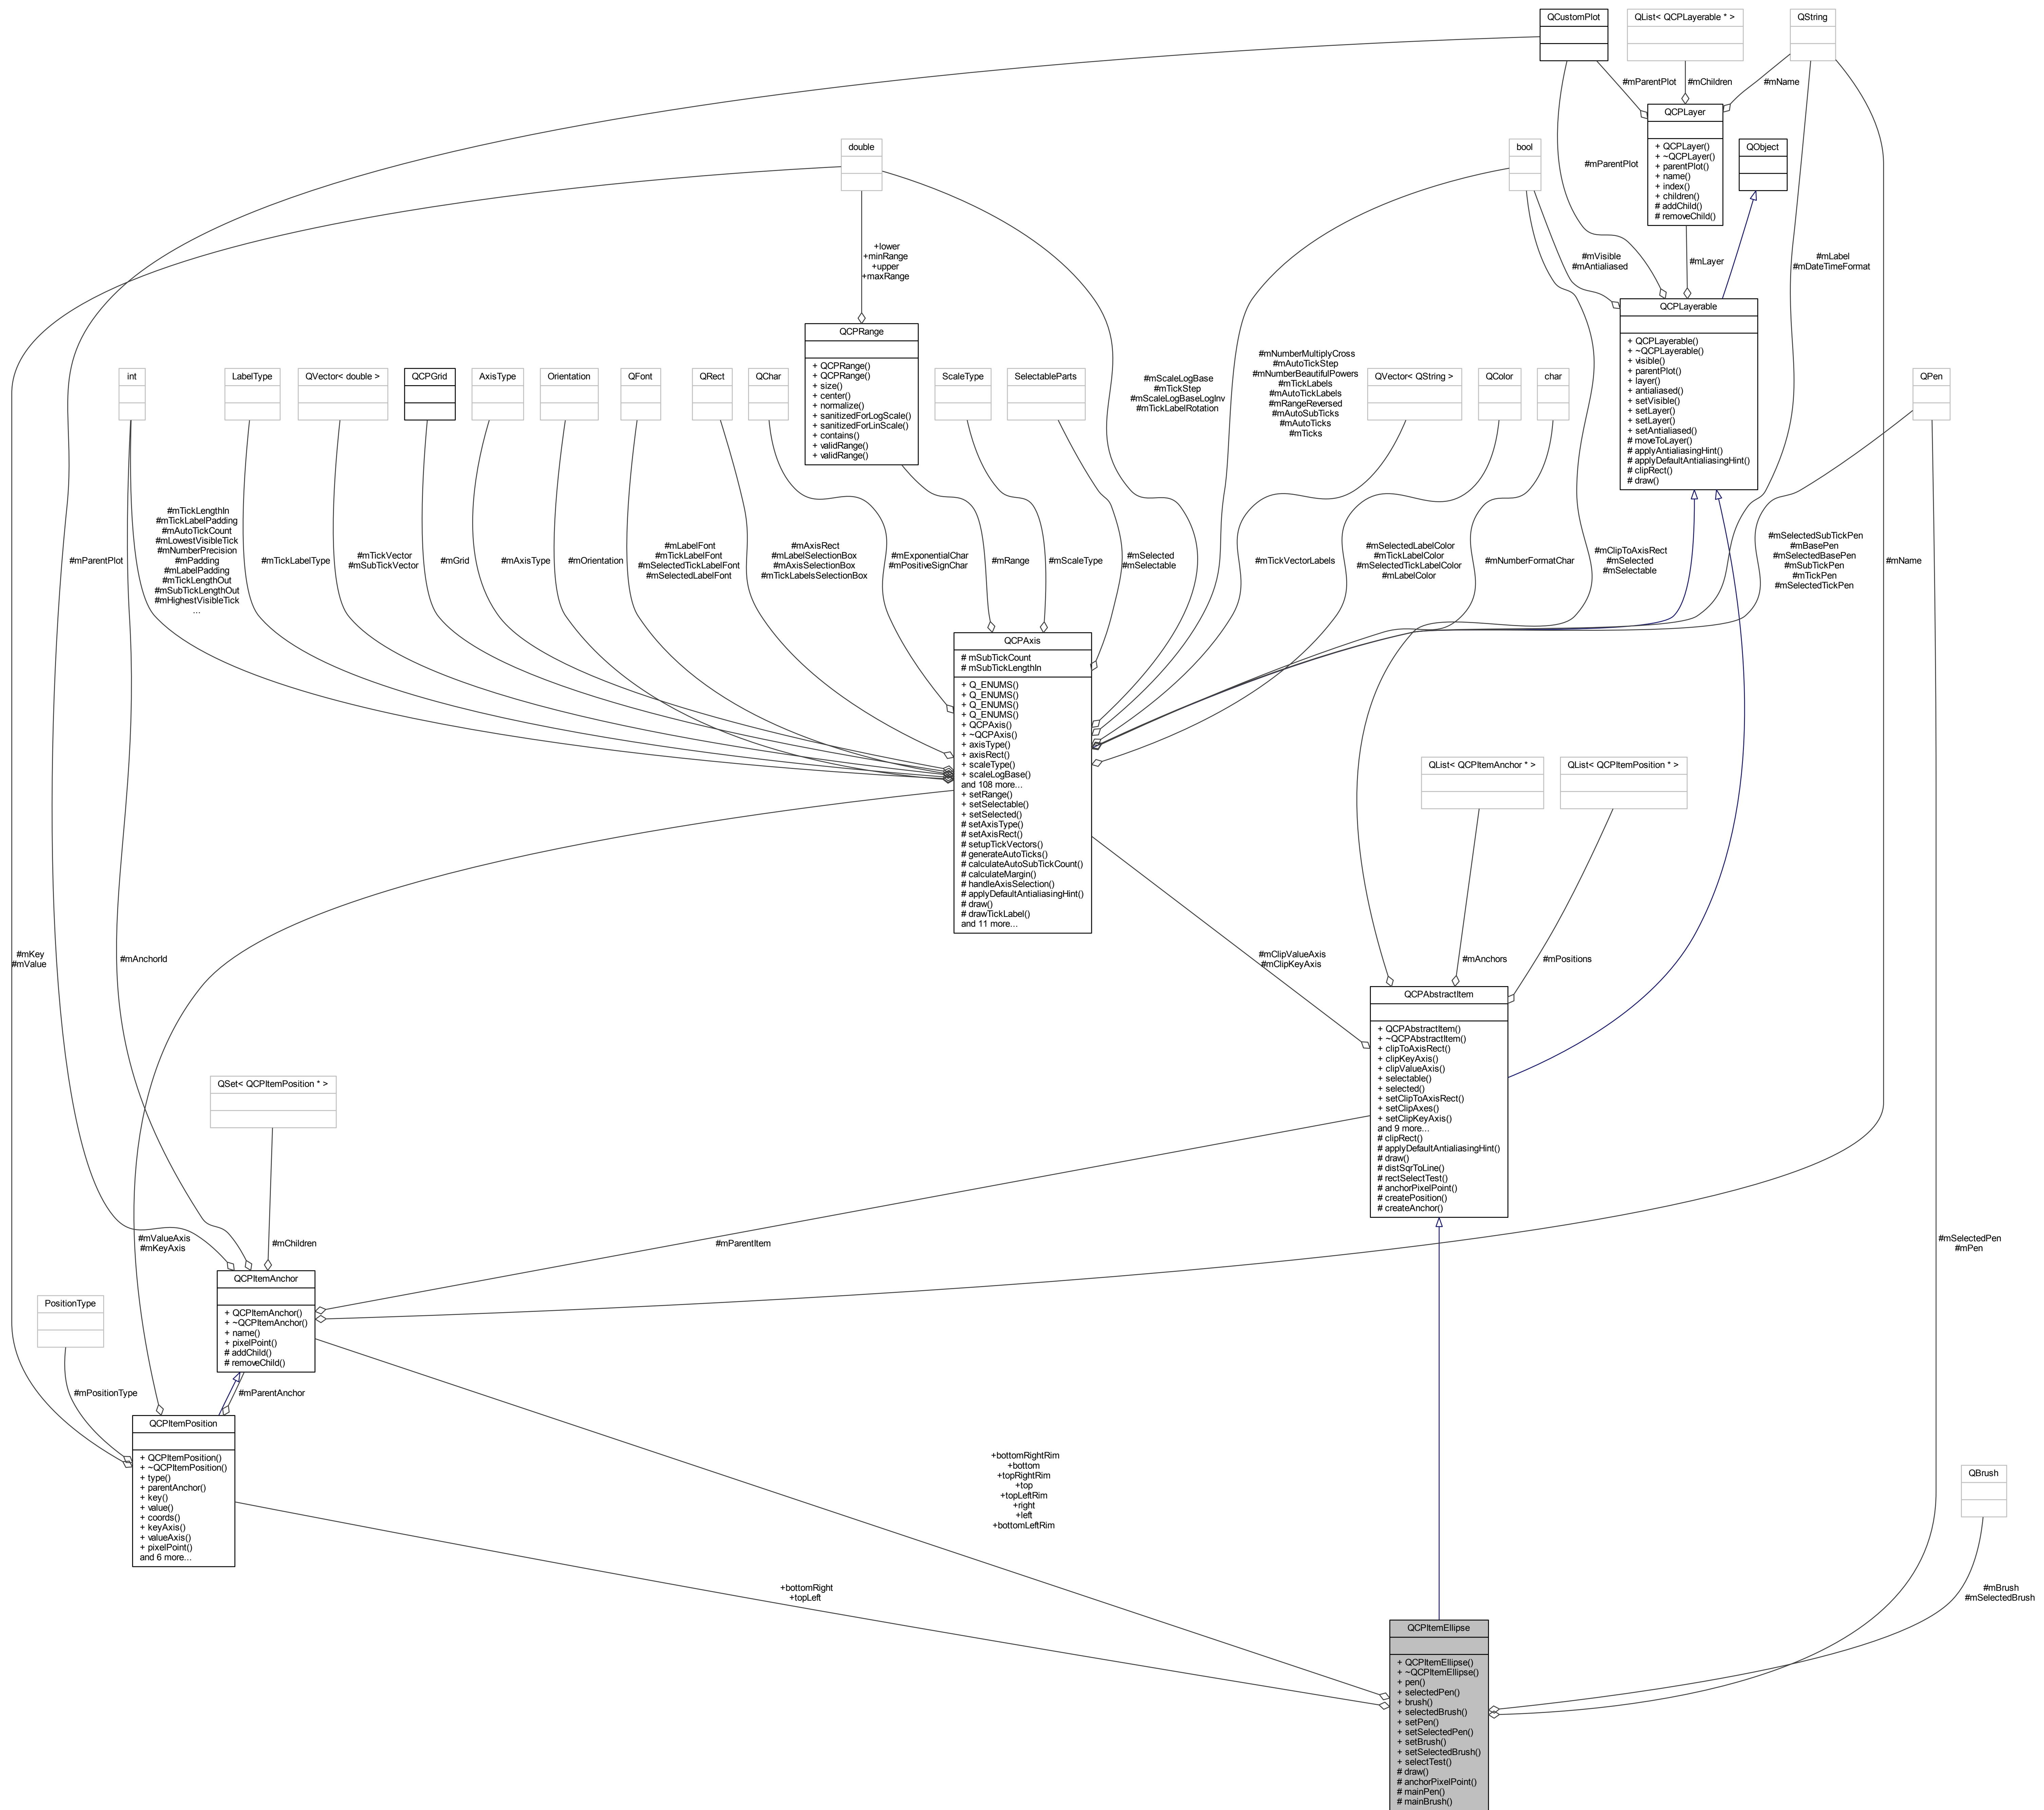 QCustomPlot
QList< QCPLayerable * >
QString
#mParentPlot
#mChildren
#mName
QCPLayer
+ QCPLayer()
+ ~QCPLayer()
+ parentPlot()
+ name()
+ index()
+ children()
# addChild()
# removeChild()
double
bool
QObject
#mParentPlot
+lower
+minRange
+upper
+maxRange
#mVisible
#mAntialiased
#mLayer
#mLabel
#mDateTimeFormat
QCPLayerable
+ QCPLayerable()
+ ~QCPLayerable()
+ visible()
+ parentPlot()
+ layer()
+ antialiased()
+ setVisible()
+ setLayer()
+ setLayer()
+ setAntialiased()
# moveToLayer()
# applyAntialiasingHint()
# applyDefaultAntialiasingHint()
# clipRect()
# draw()
QCPRange
+ QCPRange()
+ QCPRange()
+ size()
+ center()
+ normalize()
+ sanitizedForLogScale()
+ sanitizedForLinScale()
+ contains()
+ validRange()
+ validRange()
int
LabelType
QVector< double >
QCPGrid
AxisType
Orientation
QFont
QRect
QChar
ScaleType
SelectableParts
#mScaleLogBase
#mTickStep
#mScaleLogBaseLogInv
#mTickLabelRotation
#mNumberMultiplyCross
#mAutoTickStep
#mNumberBeautifulPowers
#mTickLabels
#mAutoTickLabels
#mRangeReversed
#mAutoSubTicks
#mAutoTicks
#mTicks
QVector< QString >
QColor
char
QPen
#mParentPlot
#mTickLengthIn
#mTickLabelPadding
#mAutoTickCount
#mLowestVisibleTick
#mNumberPrecision
#mPadding
#mLabelPadding
#mTickLengthOut
#mSubTickLengthOut
#mHighestVisibleTick
...
#mTickLabelType
#mTickVector
#mSubTickVector
#mGrid
#mAxisType
#mOrientation
#mLabelFont
#mTickLabelFont
#mSelectedTickLabelFont
#mSelectedLabelFont
#mAxisRect
#mLabelSelectionBox
#mAxisSelectionBox
#mTickLabelsSelectionBox
#mExponentialChar
#mPositiveSignChar
#mRange
#mScaleType
#mSelected
#mSelectable
#mTickVectorLabels
#mSelectedLabelColor
#mTickLabelColor
#mSelectedTickLabelColor
#mLabelColor
#mNumberFormatChar
#mClipToAxisRect
#mSelected
#mSelectable
#mSelectedSubTickPen
#mBasePen
#mSelectedBasePen
#mSubTickPen
#mTickPen
#mSelectedTickPen
#mName
QCPAxis
# mSubTickCount
# mSubTickLengthIn
+ Q_ENUMS()
+ Q_ENUMS()
+ Q_ENUMS()
+ Q_ENUMS()
+ QCPAxis()
+ ~QCPAxis()
+ axisType()
+ axisRect()
+ scaleType()
+ scaleLogBase()
and 108 more...
+ setRange()
+ setSelectable()
+ setSelected()
# setAxisType()
# setAxisRect()
# setupTickVectors()
# generateAutoTicks()
# calculateAutoSubTickCount()
# calculateMargin()
# handleAxisSelection()
# applyDefaultAntialiasingHint()
# draw()
# drawTickLabel()
and 11 more...
QList< QCPItemAnchor * >
QList< QCPItemPosition * >
#mKey
#mValue
#mAnchorId
#mClipValueAxis
#mClipKeyAxis
#mAnchors
#mPositions
QCPAbstractItem
+ QCPAbstractItem()
+ ~QCPAbstractItem()
+ clipToAxisRect()
+ clipKeyAxis()
+ clipValueAxis()
+ selectable()
+ selected()
+ setClipToAxisRect()
+ setClipAxes()
+ setClipKeyAxis()
and 9 more...
# clipRect()
# applyDefaultAntialiasingHint()
# draw()
# distSqrToLine()
# rectSelectTest()
# anchorPixelPoint()
# createPosition()
# createAnchor()
QSet< QCPItemPosition * >
#mValueAxis
#mKeyAxis
#mChildren
#mParentItem
#mSelectedPen
#mPen
QCPItemAnchor
+ QCPItemAnchor()
+ ~QCPItemAnchor()
+ name()
+ pixelPoint()
# addChild()
# removeChild()
PositionType
#mPositionType
#mParentAnchor
QCPItemPosition
+ QCPItemPosition()
+ ~QCPItemPosition()
+ type()
+ parentAnchor()
+ key()
+ value()
+ coords()
+ keyAxis()
+ valueAxis()
+ pixelPoint()
and 6 more...
+bottomRightRim
+bottom
+topRightRim
+top
+topLeftRim
+right
+left
+bottomLeftRim
QBrush
+bottomRight
+topLeft
#mBrush
#mSelectedBrush
QCPItemEllipse
+ QCPItemEllipse()
+ ~QCPItemEllipse()
+ pen()
+ selectedPen()
+ brush()
+ selectedBrush()
+ setPen()
+ setSelectedPen()
+ setBrush()
+ setSelectedBrush()
+ selectTest()
# draw()
# anchorPixelPoint()
# mainPen()
# mainBrush()